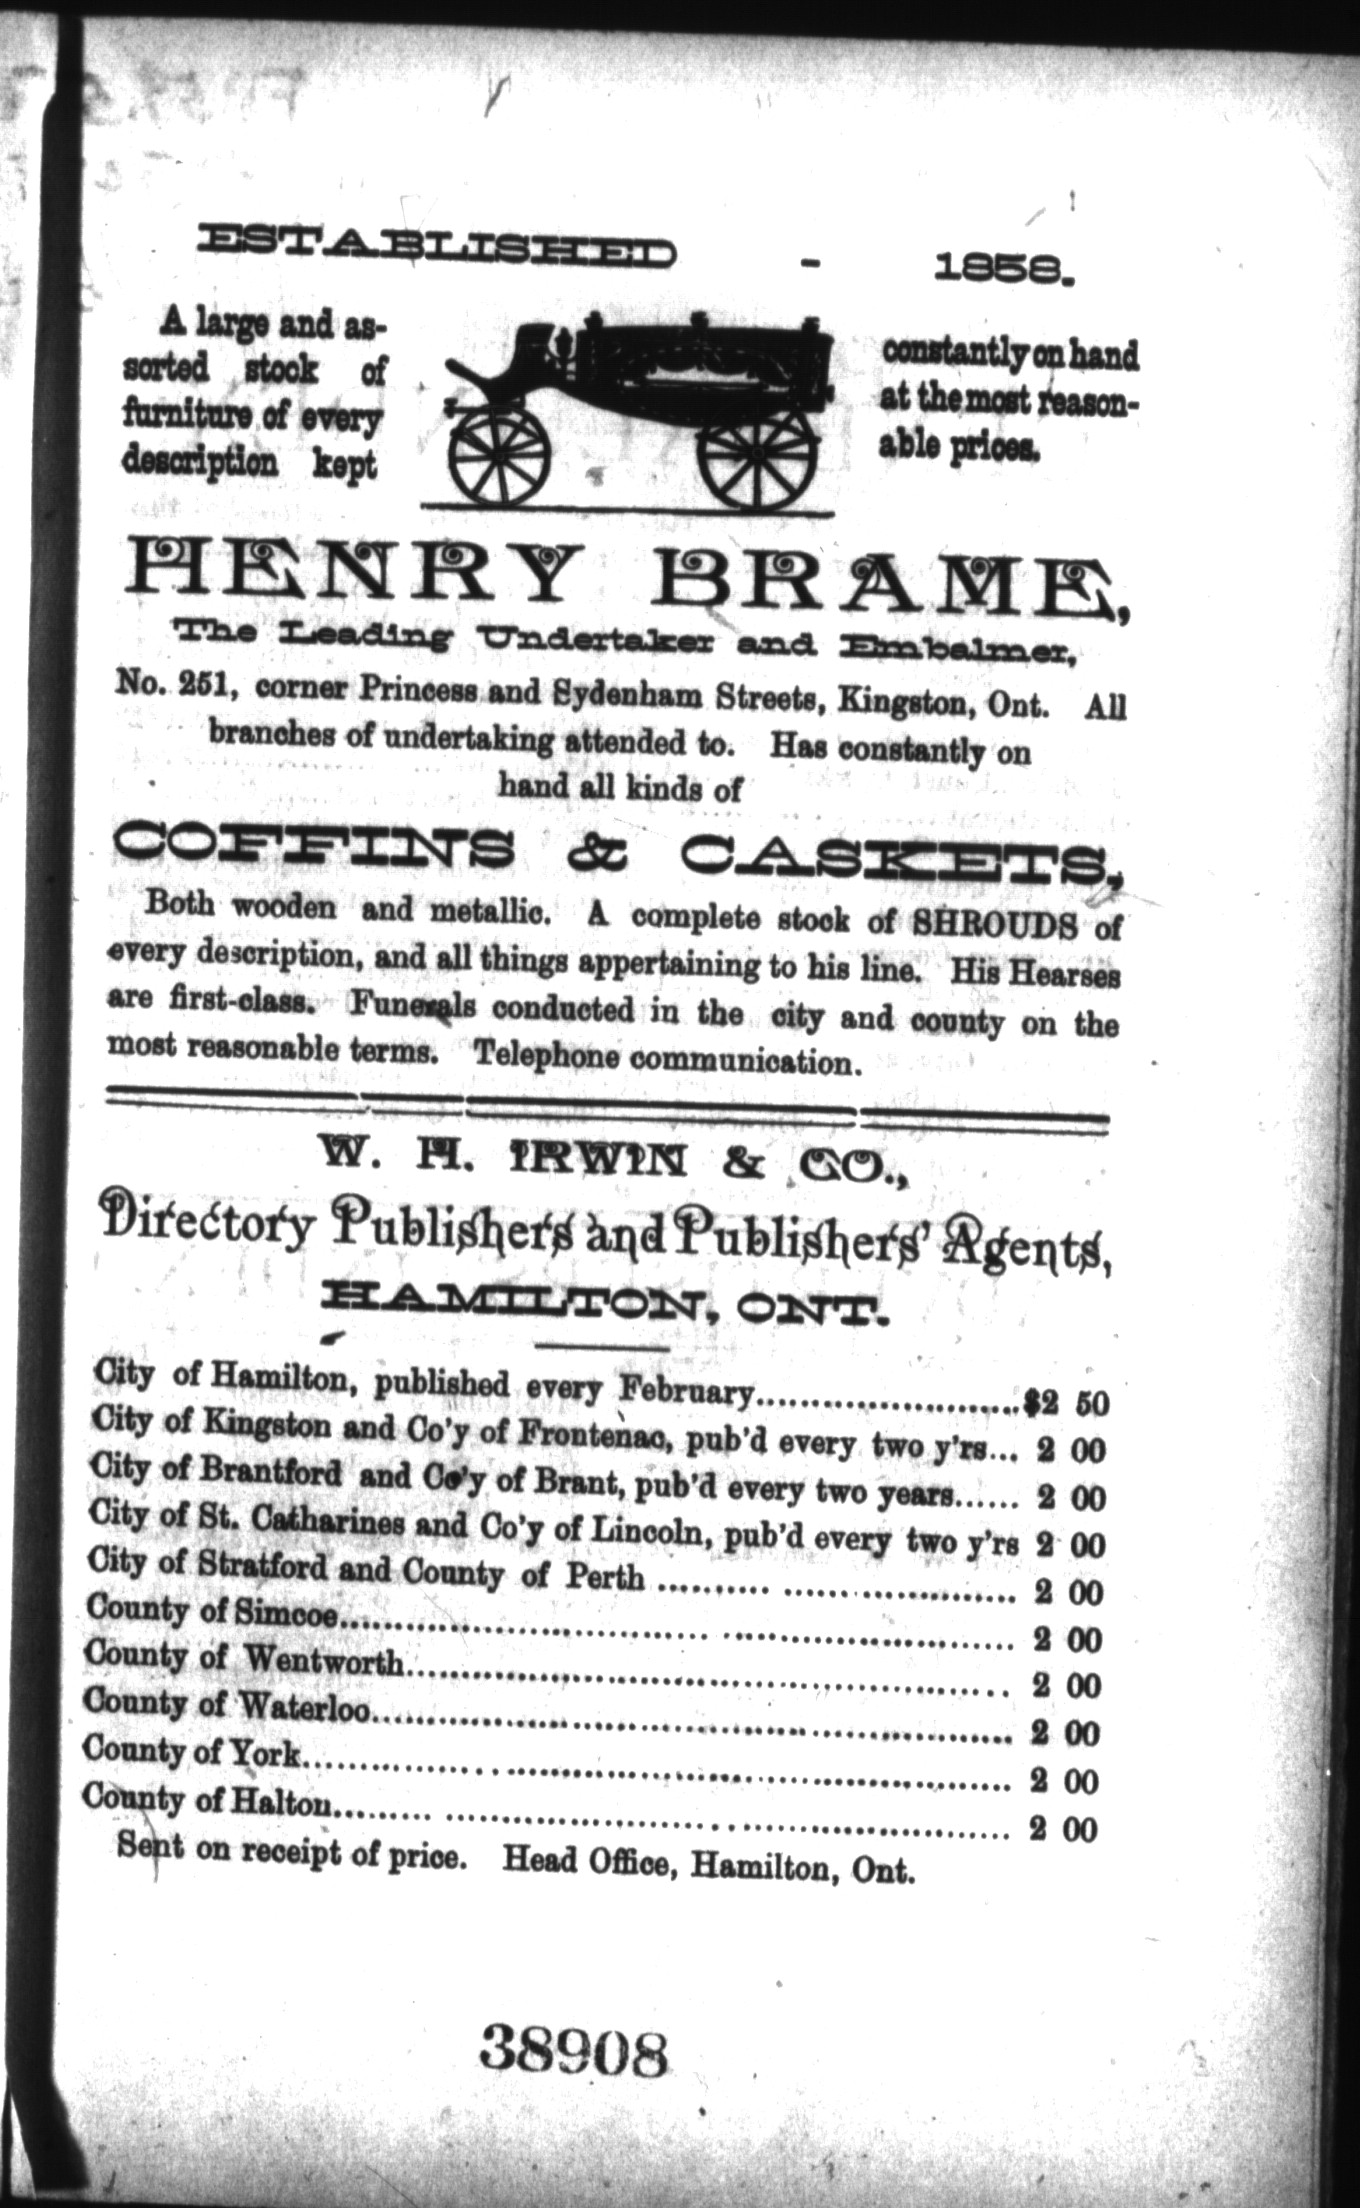 ESTABLISHED - 1858.
A large and as-
sorted stock of
furniture of every
description kept
constantly on hand
at the most reason-
able prices.
HENRY BRAME,
The Leading Undertaker and Embalmer,
No. 251, corner Princess and Sydenham Streets, Kingston, Ont. All
branches of undertaking attended to. Has constantly on
hand all kinds of
COFFINS & CASKETS,
Both wooden and metallic. A complete stock of SHROUDS of
every description, and all things appertaining to his line. His Hearses
are first-class. Funerals conducted in the city and county on the
most reasonable terms. Telephone communication.
W. H. IRWIN & CO.,
Directory Publishers and Publishers' Agents,
HAMILTON, ONT.
City of Hamilton, published every February........................$2 50
City of Kingston and Co'y of Frontenac, pub'd every two y'rs... 2 00
City of Brantford and Co'y of Brant, pub'd every two years...... 2 00
City of St. Catharines and Co'y of Lincoln, pub'd every two y'rs 2 00
City of Stratford and County of Perth .................................. 2 00
County of Simcoe.............................................................. 2 00
County of Wentworth....................................................... 2 00
County of Waterloo.......................................................... 2 00
County of York................................................................. 2 00
County of Halton.............................................................. 2 00
Sent on receipt of price. Head Office, Hamilton, Ont.
38908